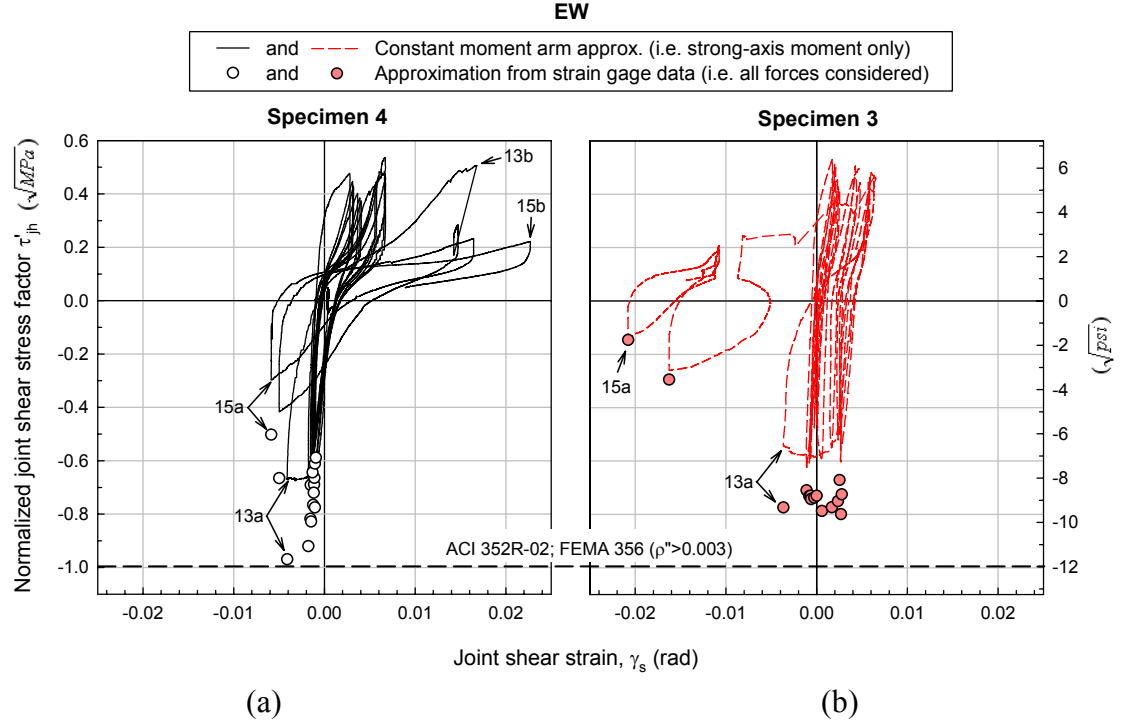 EW
and Constant moment arm approx. (i.e. strong-axis moment only)
and Approximation from strain gage data (i.e. all forces considered)
Specimen 4
Specimen 3
Normalized joint shear stress factor τ'jh (√MPa)
0.6
0.4
0.2
0.0
-0.2
-0.4
-0.6
-0.8
-1.0
13b
15b
15a
13a
15a
13a
6
4
2
0
-2
-4
-6
-8
-10
-12
(√psi)
ACI 352R-02; FEMA 356 (ρ">0.003)
-0.02 -0.01 0.00 0.01 0.02
-0.02 -0.01 0.00 0.01 0.02
Joint shear strain, γs (rad)
(a) (b)